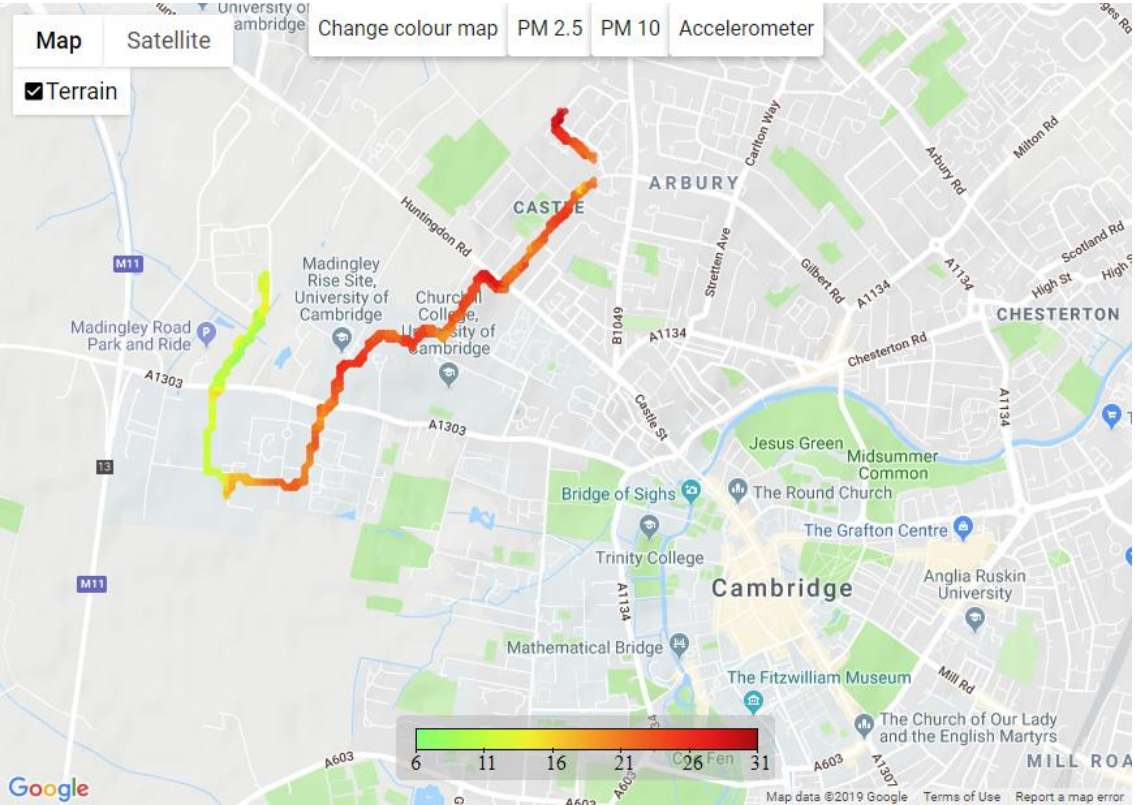 University of
Cambridge
Map
Satellite
Terrain
Change colour map
PM 2.5
PM 10
Accelerometer
Carlton Way
Milton Rd
Arbury Rd
ARBURY
CASTLE
Huntingdon Rd
Stretten Ave
Scotland Rd
High St
High S
M11
Madingley
Rise Site,
University of
Cambridge
Gilbert Rd
A1134
A1134
Churchill
College,
University of
Cambridge
CHESTERTON
Madingley Road
Park and Ride
B1049
A1134
Chesterton Rd
A1303
A1134
Castle St
A1303
Jesus Green
Midsummer
Common
13
Bridge of Sighs
The Round Church
The Grafton Centre
Trinity College
M11
Anglia Ruskin
University
Cambridge
A1134
Mathematical Bridge
Mill Rd
The Fitzwilliam Museum
The Church of Our Lady
and the English Martyrs
A603
Fen
A603
A1307
MILL ROA
6 11 16 21 26 31
A603
A603
Google
Map data ©2019 Google
Terms of Use
Report a map error